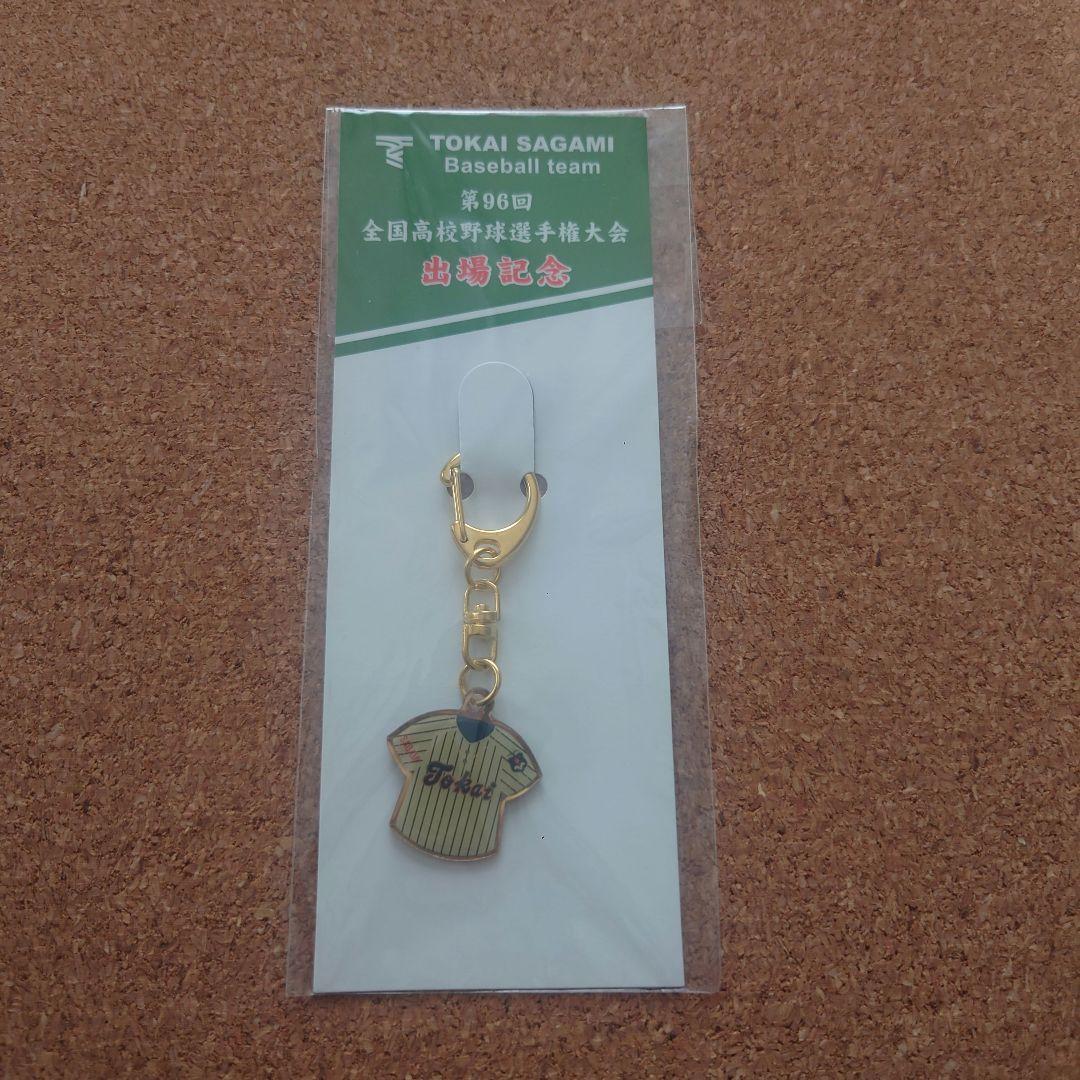 TOKAI SAGAMI
Baseball team
第96回
全国高校野球選手権大会
出場記念
Tokai